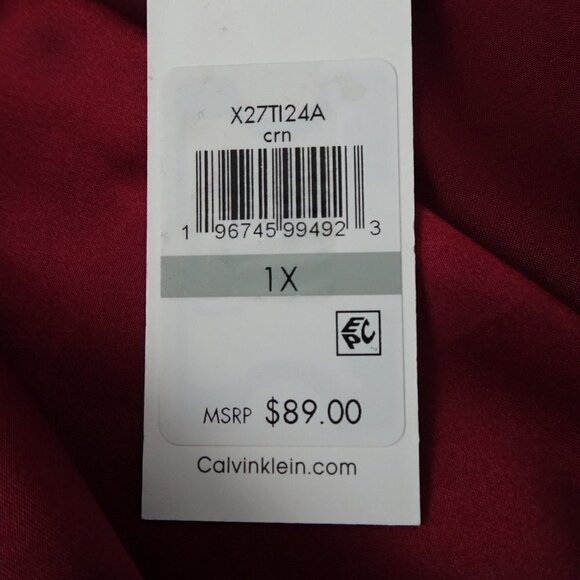 X27TI24A
crn
1 96745 99492 3
1X
EPC
MSRP $89.00
Calvinklein.com